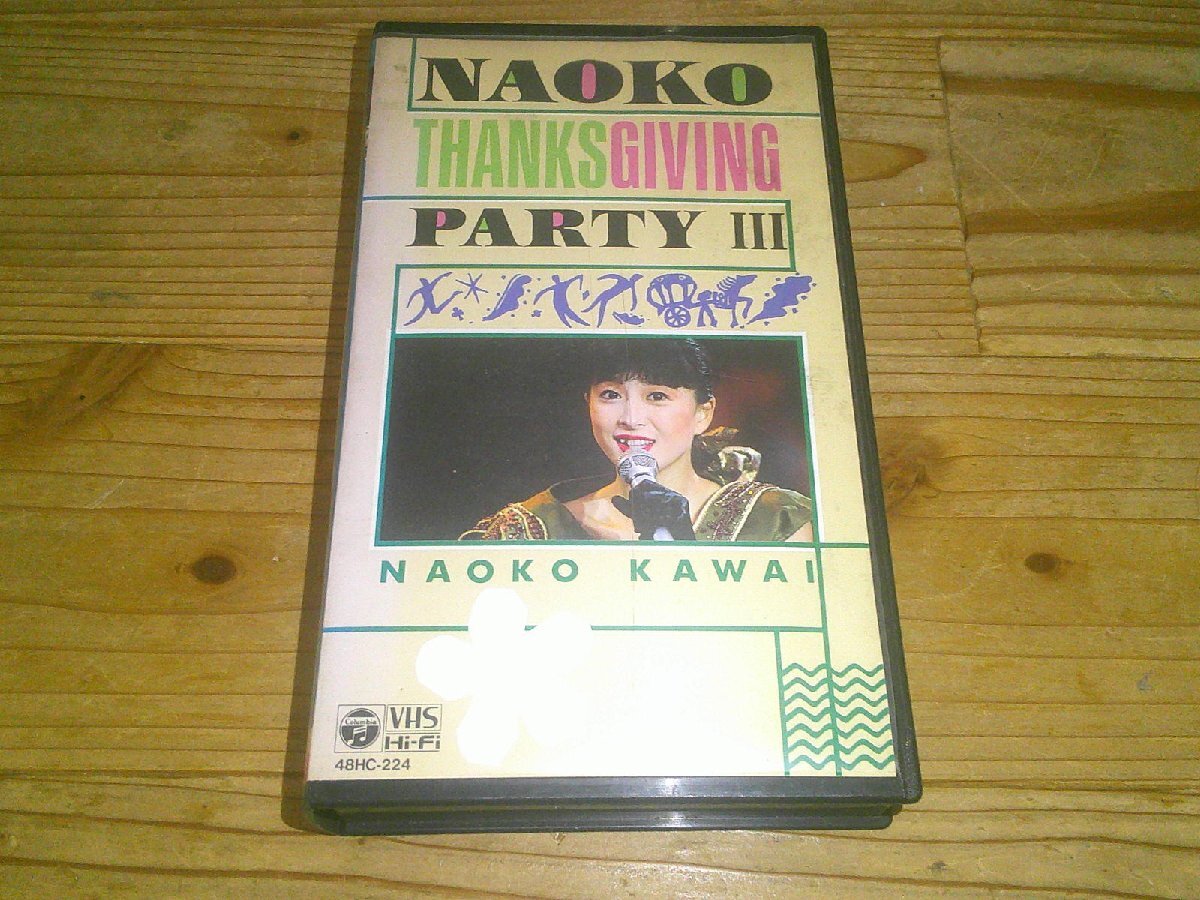 NAOKO
THANKSGIVING
PARTY III
NAOKO KAWAI
Columbia
VHS
Hi-Fi
48HC-224